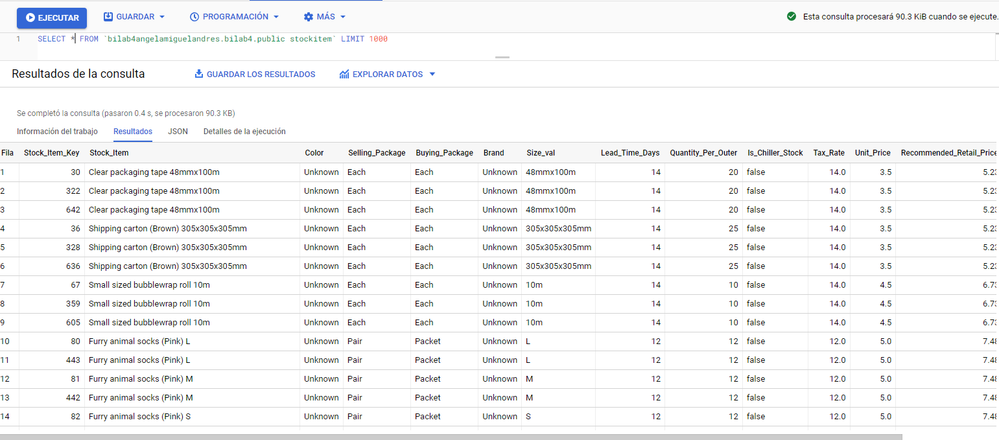 EJECUTAR GUARDAR PROGRAMACIÓN MÁS Esta consulta procesará 90.3 KiB cuando se ejecute.
1 SELECT * FROM `bilab4angelamiguelandres.bilab4.public stockitem` LIMIT 1000
Resultados de la consulta GUARDAR LOS RESULTADOS EXPLORAR DATOS
Se completó la consulta (pasaron 0.4 s, se procesaron 90.3 KB)
Información del trabajo Resultados JSON Detalles de la ejecución
Fila Stock_Item_Key Stock_Item Color Selling_Package Buying_Package Brand Size_val Lead_Time_Days Quantity_Per_Outer Is_Chiller_Stock Tax_Rate Unit_Price Recommended_Retail_Price
1 30 Clear packaging tape 48mmx100m Unknown Each Each Unknown 48mmx100m 14 20 false 14.0 3.5 5.23
2 322 Clear packaging tape 48mmx100m Unknown Each Each Unknown 48mmx100m 14 20 false 14.0 3.5 5.23
3 642 Clear packaging tape 48mmx100m Unknown Each Each Unknown 48mmx100m 14 20 false 14.0 3.5 5.23
4 36 Shipping carton (Brown) 305x305x305mm Unknown Each Each Unknown 305x305x305mm 14 25 false 14.0 3.5 5.23
5 328 Shipping carton (Brown) 305x305x305mm Unknown Each Each Unknown 305x305x305mm 14 25 false 14.0 3.5 5.23
6 636 Shipping carton (Brown) 305x305x305mm Unknown Each Each Unknown 305x305x305mm 14 25 false 14.0 3.5 5.23
7 67 Small sized bubblewrap roll 10m Unknown Each Each Unknown 10m 14 10 false 14.0 4.5 6.73
8 359 Small sized bubblewrap roll 10m Unknown Each Each Unknown 10m 14 10 false 14.0 4.5 6.73
9 605 Small sized bubblewrap roll 10m Unknown Each Each Unknown 10m 14 10 false 14.0 4.5 6.73
10 80 Furry animal socks (Pink) L Unknown Pair Packet Unknown L 12 12 false 12.0 5.0 7.48
11 443 Furry animal socks (Pink) L Unknown Pair Packet Unknown L 12 12 false 12.0 5.0 7.48
12 81 Furry animal socks (Pink) M Unknown Pair Packet Unknown M 12 12 false 12.0 5.0 7.48
13 442 Furry animal socks (Pink) M Unknown Pair Packet Unknown M 12 12 false 12.0 5.0 7.48
14 82 Furry animal socks (Pink) S Unknown Pair Packet Unknown S 12 12 false 12.0 5.0 7.48